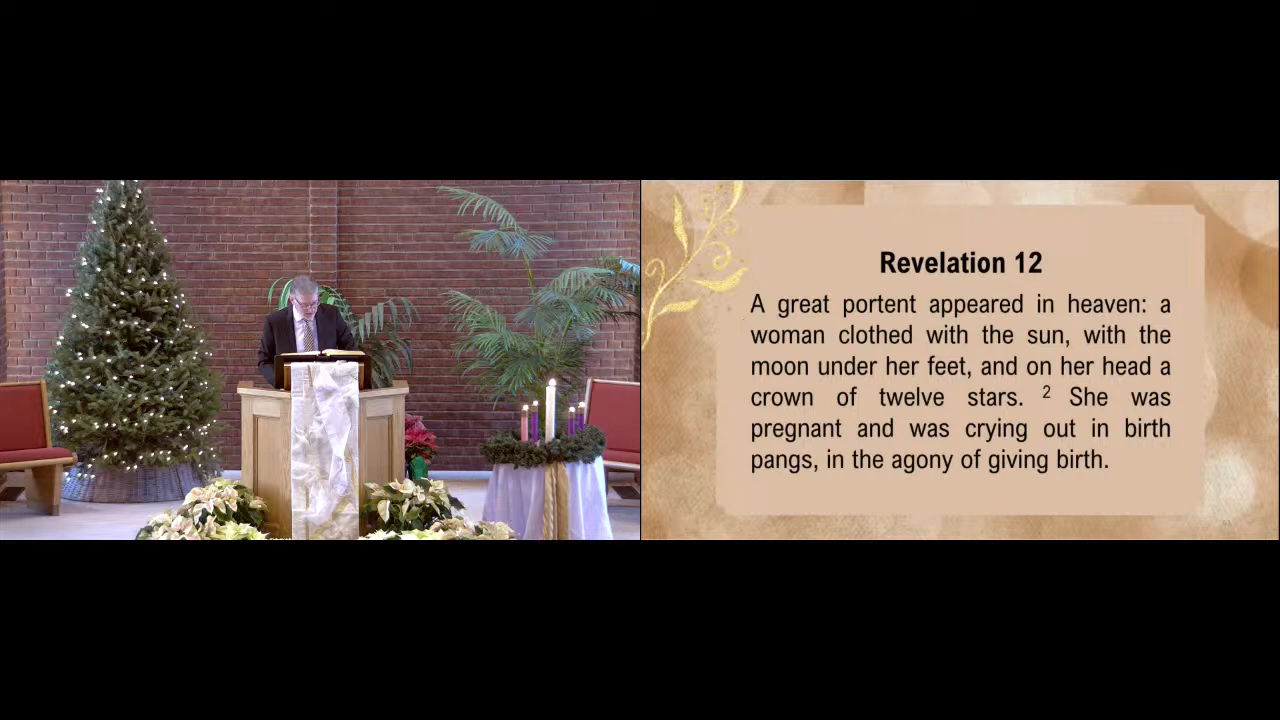 Revelation 12
A great portent appeared in heaven: a
woman clothed with the sun, with the
moon under her feet, and on her head a
crown of twelve stars. 2 She was
pregnant and was crying out in birth
pangs, in the agony of giving birth.